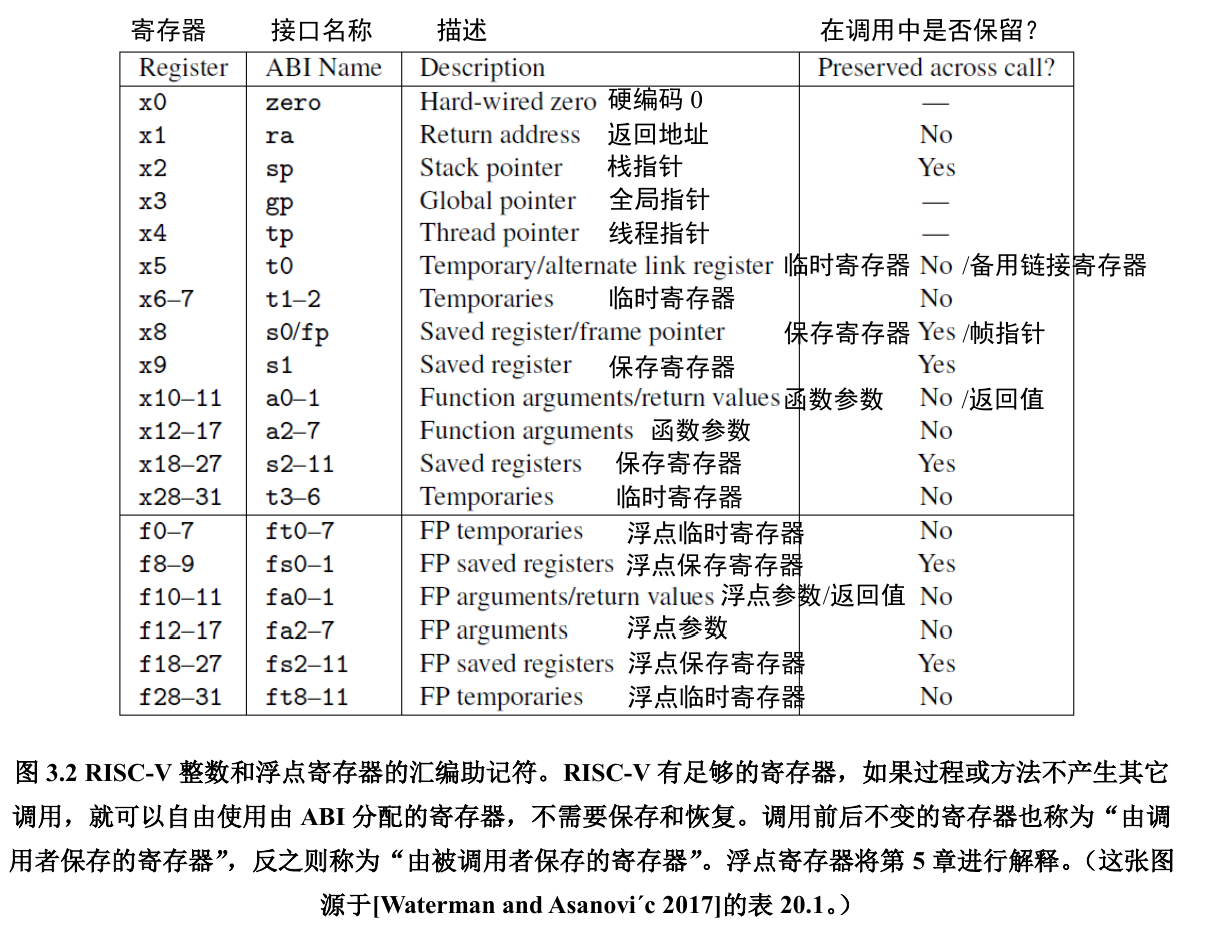 寄存器 接口名称 描述 在调用中是否保留?
Register ABI Name Description Preserved across call?
x0 zero Hard-wired zero 硬编码 0 —
x1 ra Return address 返回地址 No
x2 sp Stack pointer 栈指针 Yes
x3 gp Global pointer 全局指针 —
x4 tp Thread pointer 线程指针 —
x5 t0 Temporary/alternate link register 临时寄存器 No /备用链接寄存器
x6–7 t1–2 Temporaries 临时寄存器 No
x8 s0/fp Saved register/frame pointer 保存寄存器 Yes /帧指针
x9 s1 Saved register 保存寄存器 Yes
x10–11 a0–1 Function arguments/return values 函数参数 No /返回值
x12–17 a2–7 Function arguments 函数参数 No
x18–27 s2–11 Saved registers 保存寄存器 Yes
x28–31 t3–6 Temporaries 临时寄存器 No
f0–7 ft0–7 FP temporaries 浮点临时寄存器 No
f8–9 fs0–1 FP saved registers 浮点保存寄存器 Yes
f10–11 fa0–1 FP arguments/return values 浮点参数/返回值 No
f12–17 fa2–7 FP arguments 浮点参数 No
f18–27 fs2–11 FP saved registers 浮点保存寄存器 Yes
f28–31 ft8–11 FP temporaries 浮点临时寄存器 No
图 3.2 RISC-V 整数和浮点寄存器的汇编助记符。RISC-V 有足够的寄存器，如果过程或方法不产生其它
调用，就可以自由使用由 ABI 分配的寄存器，不需要保存和恢复。调用前后不变的寄存器也称为“由调
用者保存的寄存器”，反之则称为“由被调用者保存的寄存器”。浮点寄存器将第 5 章进行解释。（这张图
源于[Waterman and Asanovi´c 2017]的表 20.1。）